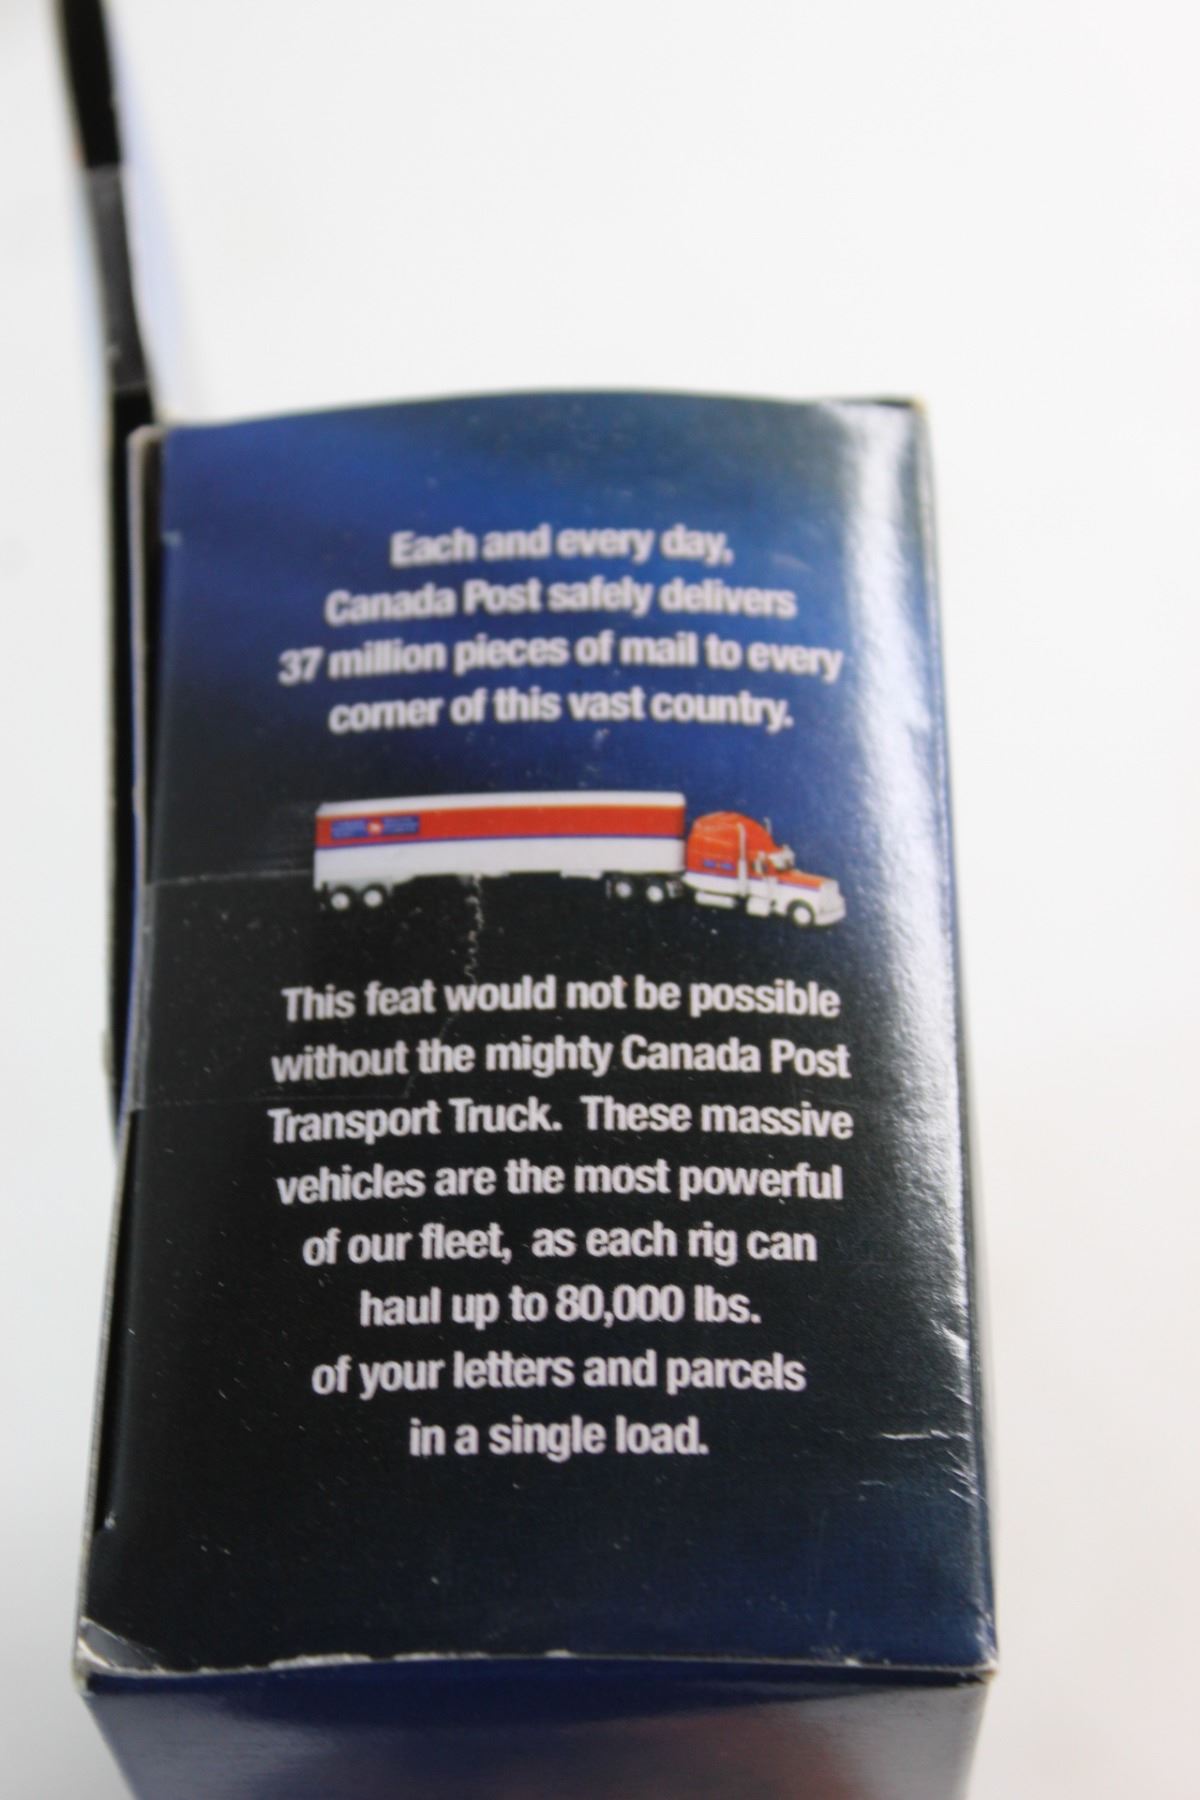 Each and every day,
Canada Post safely delivers
37 million pieces of mail to every
corner of this vast country.
This feat would not be possible
without the mighty Canada Post
Transport Truck. These massive
vehicles are the most powerful
of our fleet, as each rig can
haul up to 80,000 lbs.
of your letters and parcels
in a single load.